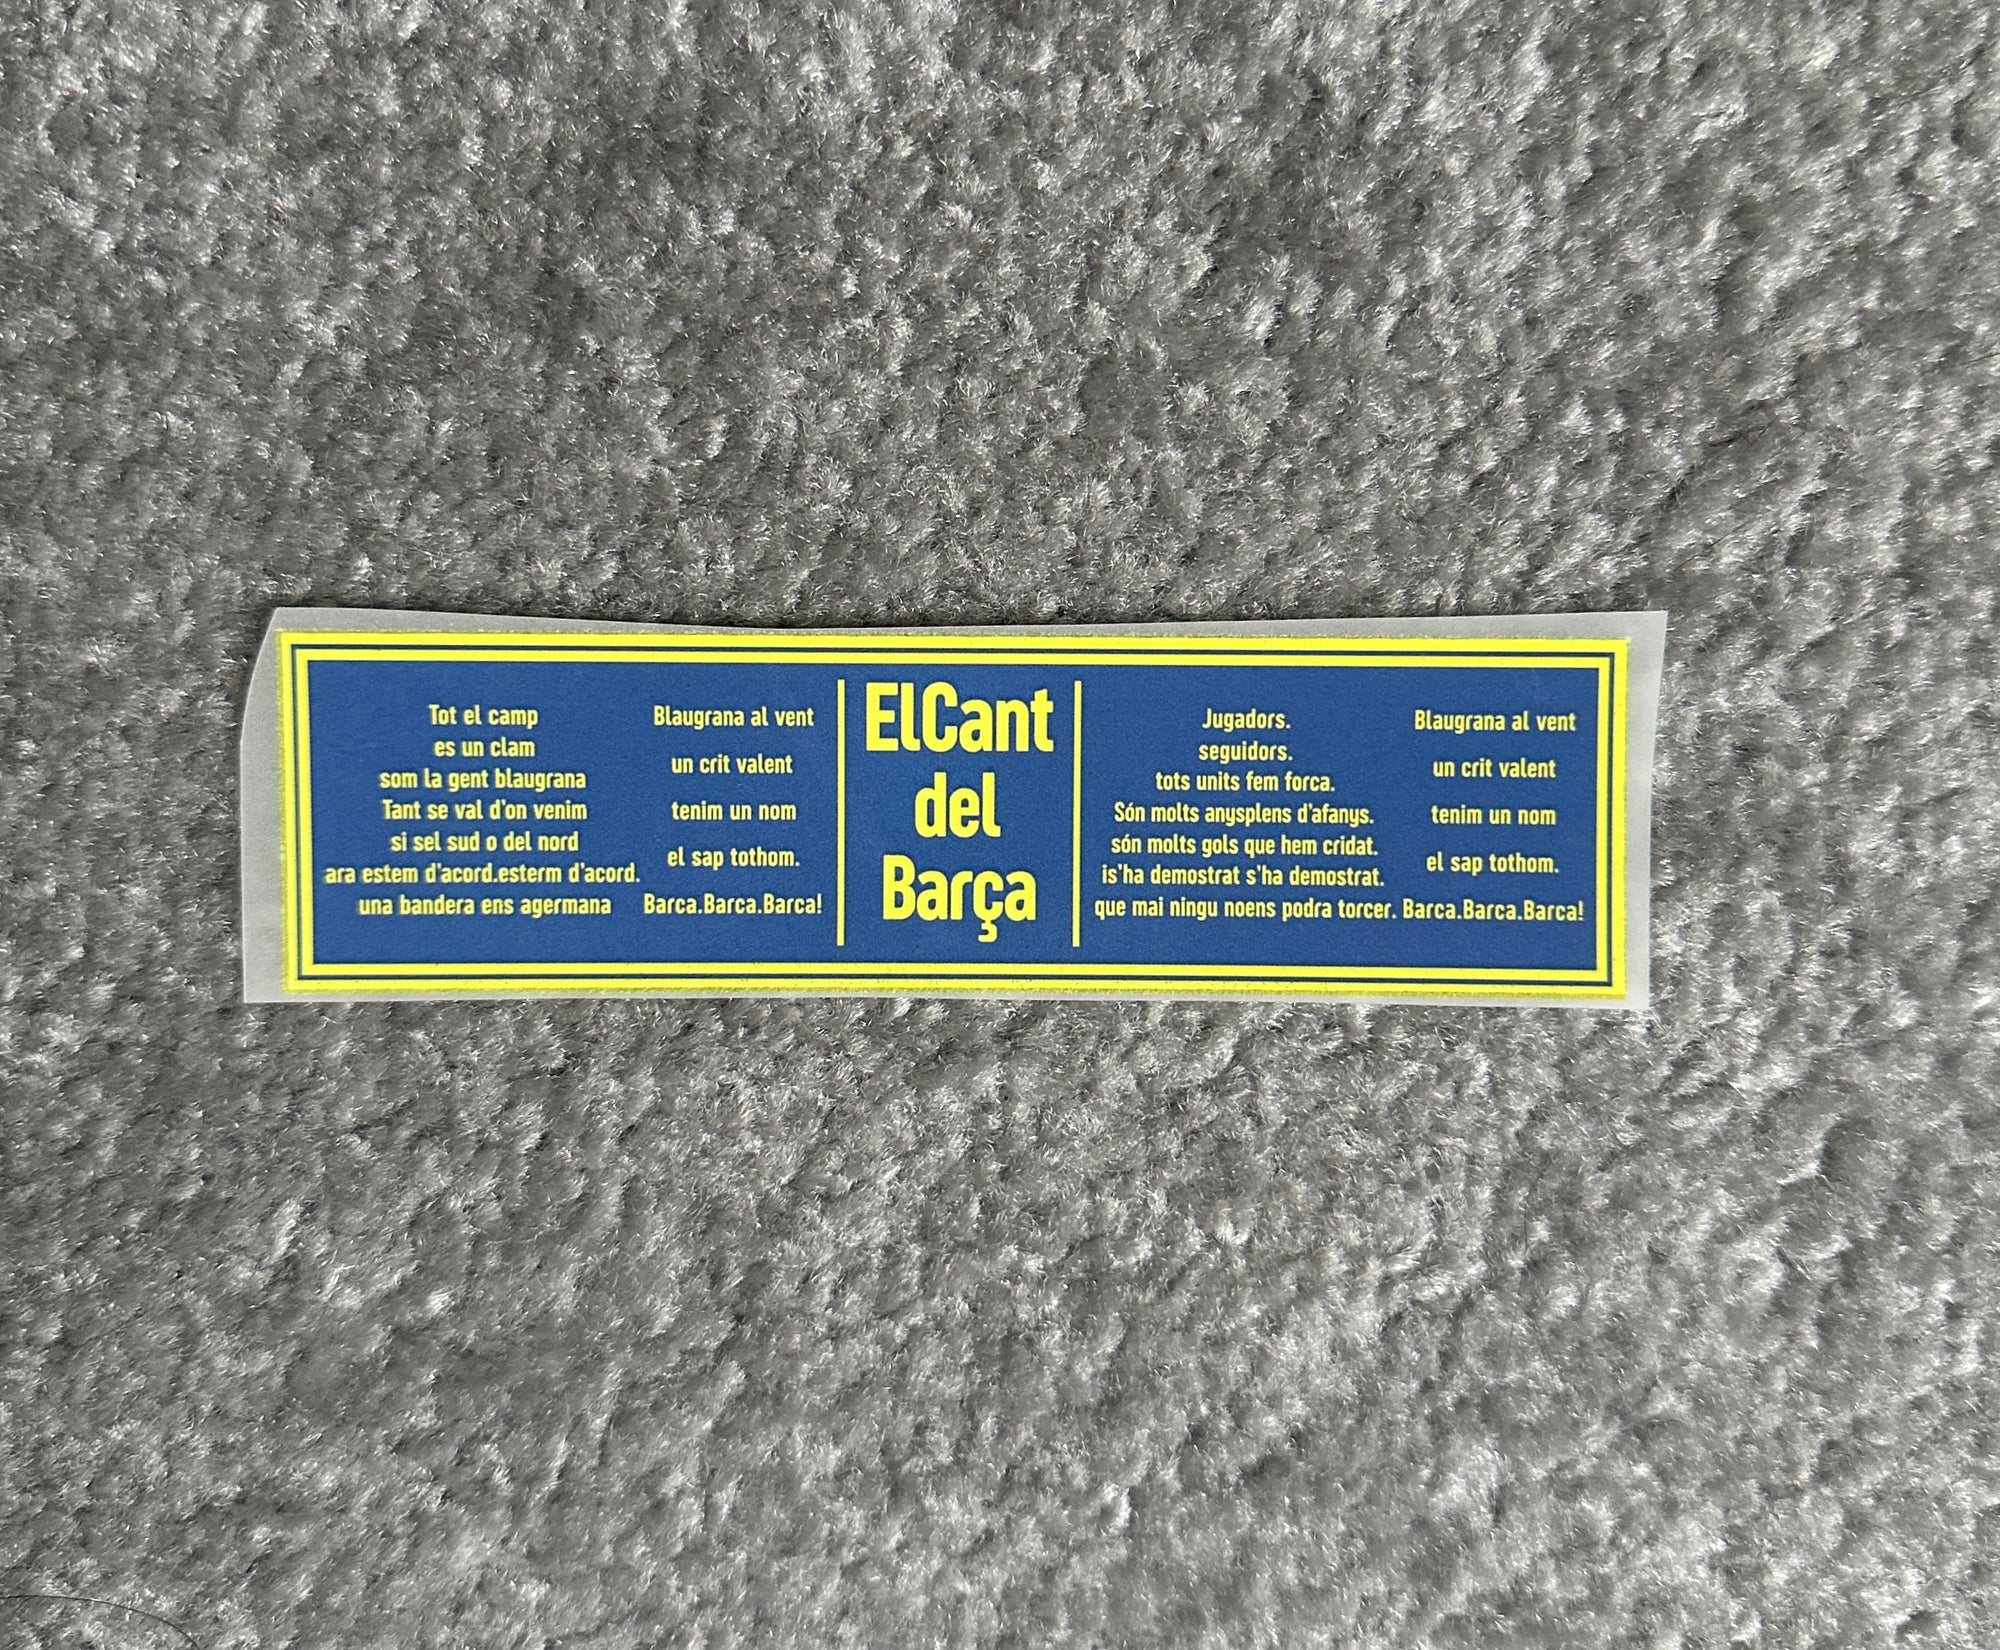 Tot el camp
es un clam
som la gent blaugrana
Tant se val d'on venim
si sel sud o del nord
ara estem d'acord.esterm d'acord.
una bandera ens agermana
Blaugrana al vent
un crit valent
tenim un nom
el sap tothom.
Barca.Barca.Barca!
ElCant
del
Barça
Jugadors.
seguidors.
tots units fem forca.
Són molts anysplens d'afanys.
són molts gols que hem cridat.
is'ha demostrat s'ha demostrat.
que mai ningu noens podra torcer.
Blaugrana al vent
un crit valent
tenim un nom
el sap tothom.
Barca.Barca.Barca!